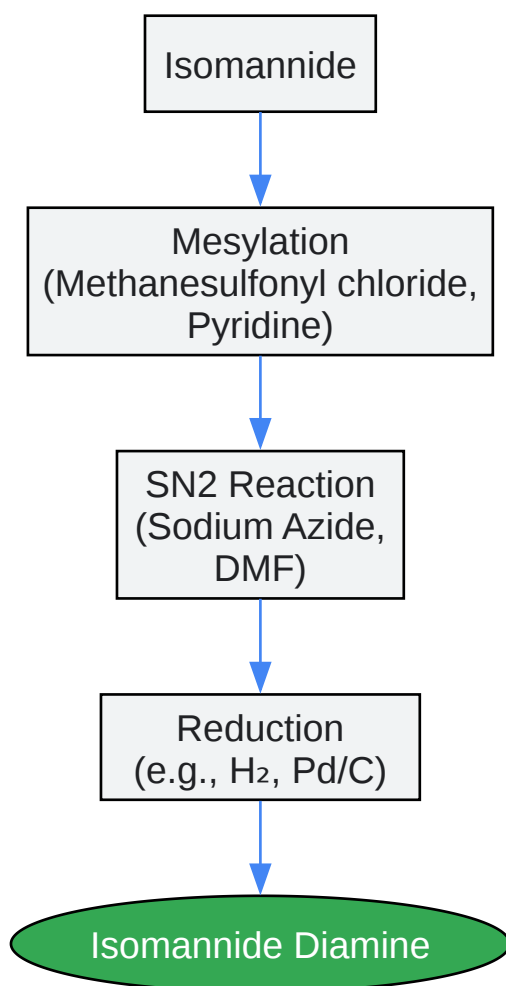 Isomannide
Mesylation
(Methanesulfonyl chloride,
Pyridine)
SN2 Reaction
(Sodium Azide,
DMF)
Reduction
(e.g., H₂, Pd/C)
Isomannide Diamine